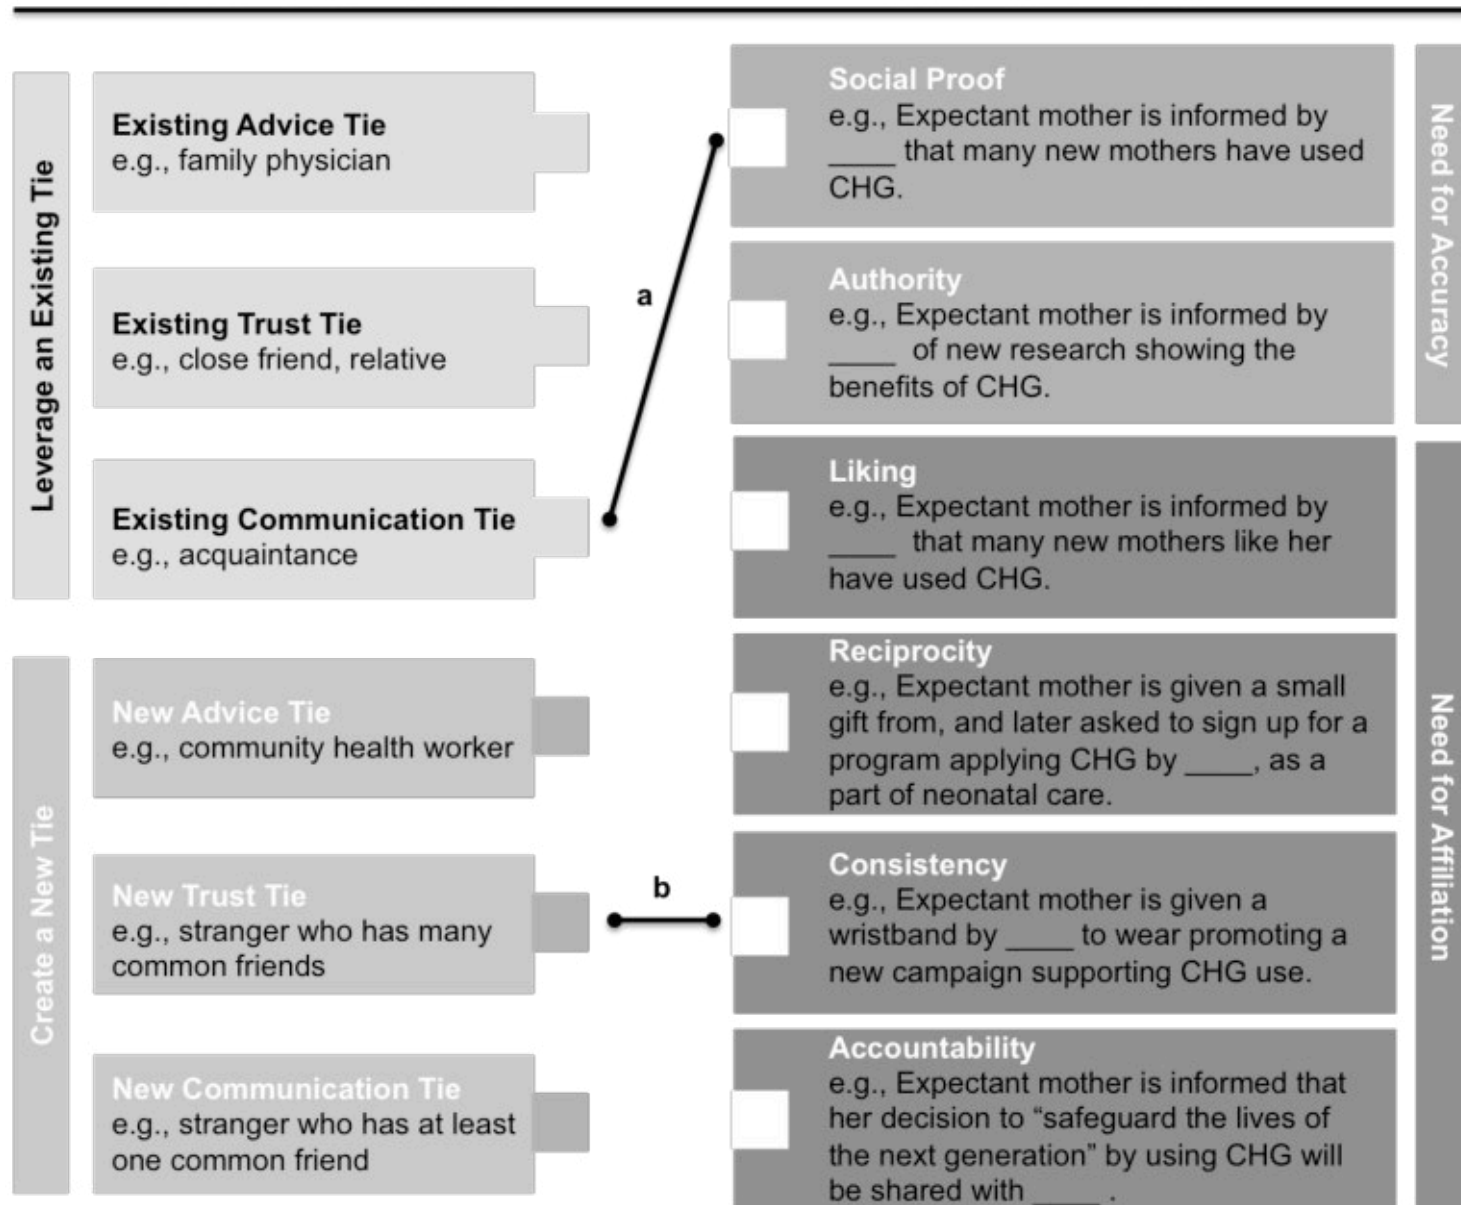 Leverage an Existing Tie
Existing Advice Tie
e.g., family physician
Existing Trust Tie
e.g., close friend, relative
Existing Communication Tie
e.g., acquaintance
Create a New Tie
New Advice Tie
e.g., community health worker
New Trust Tie
e.g., stranger who has many
common friends
New Communication Tie
e.g., stranger who has at least
one common friend
a
b
Social Proof
e.g., Expectant mother is informed by
____ that many new mothers have used
CHG.
Authority
e.g., Expectant mother is informed by
____ of new research showing the
benefits of CHG.
Liking
e.g., Expectant mother is informed by
____ that many new mothers like her
have used CHG.
Reciprocity
e.g., Expectant mother is given a small
gift from, and later asked to sign up for a
program applying CHG by ____, as a
part of neonatal care.
Consistency
e.g., Expectant mother is given a
wristband by ____ to wear promoting a
new campaign supporting CHG use.
Accountability
e.g., Expectant mother is informed that
her decision to “safeguard the lives of
the next generation” by using CHG will
be shared with ____ .
Need for Accuracy
Need for Affiliation